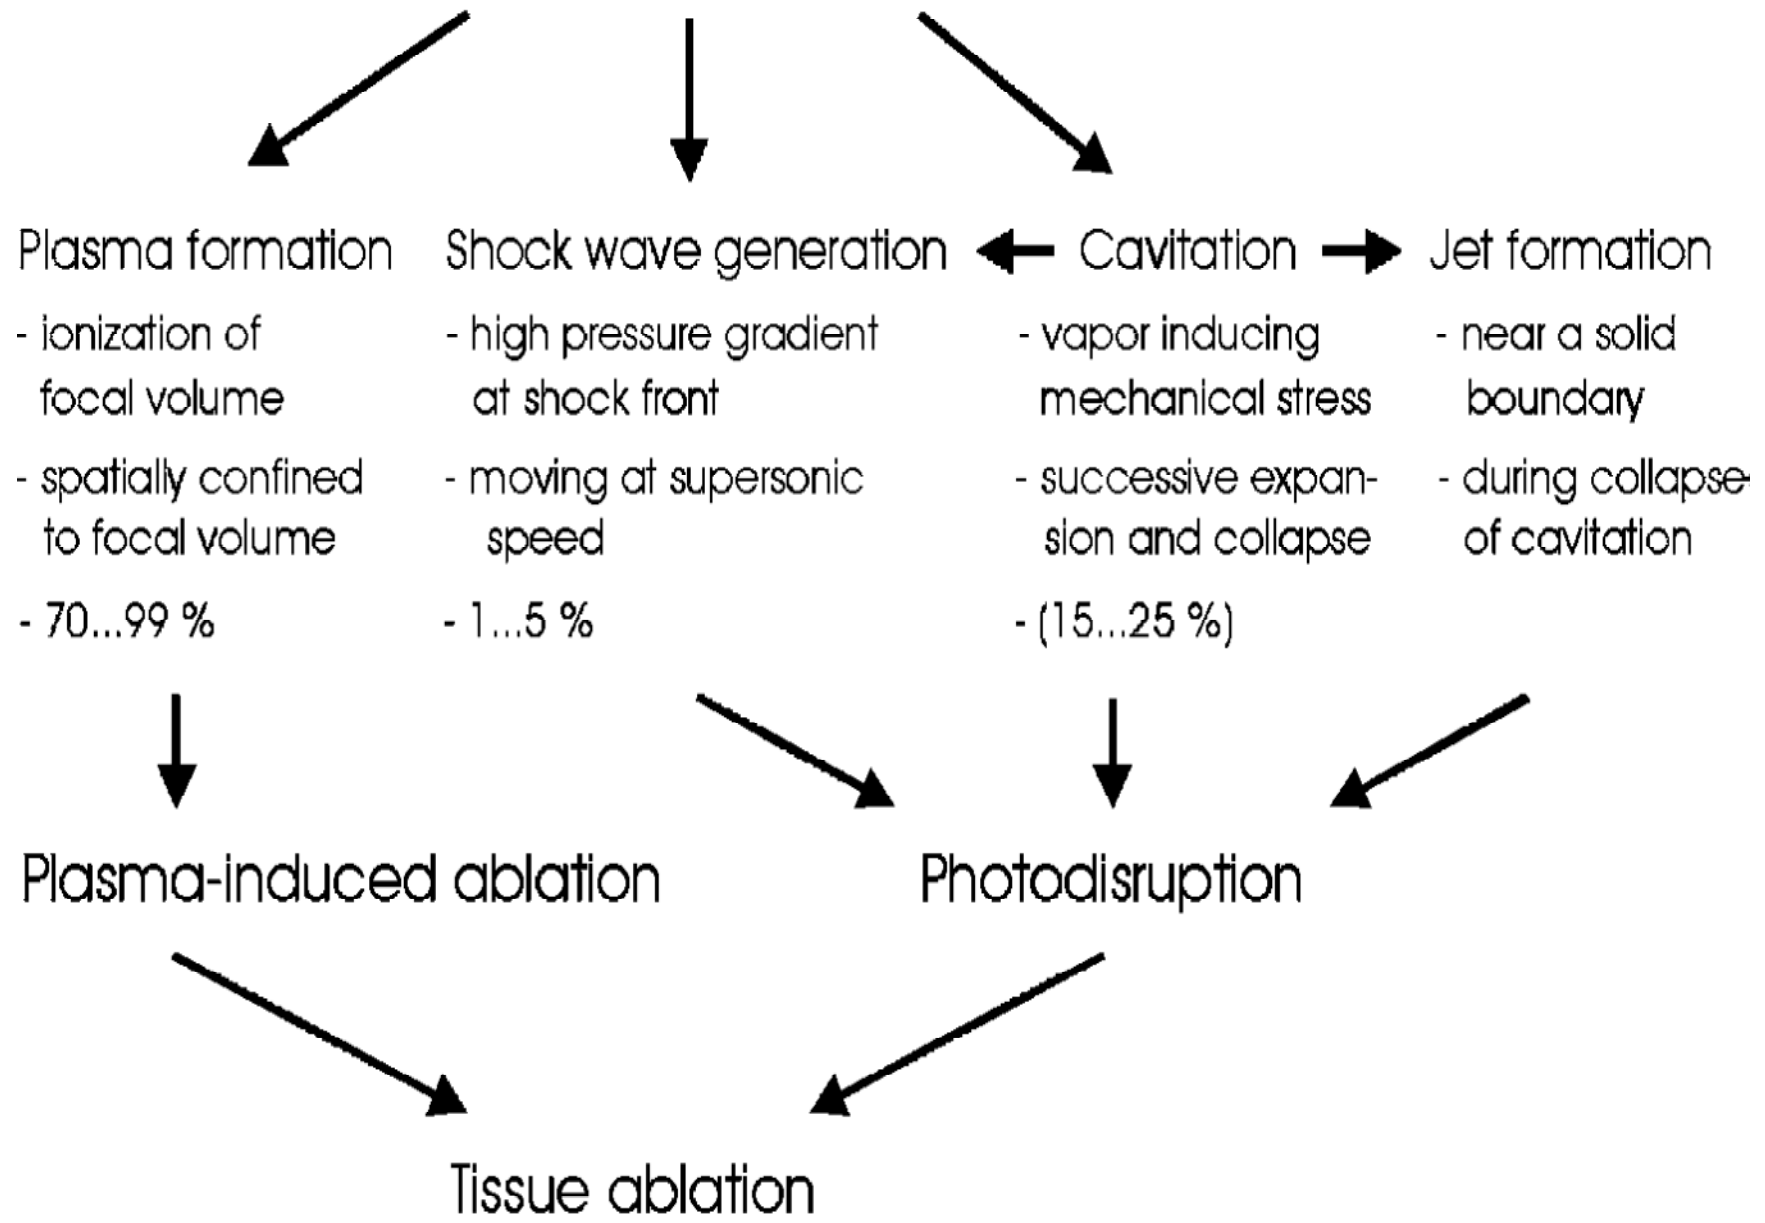 Plasma formation
- ionization of
focal volume
- spatially confined
to focal volume
- 70...99 %
Shock wave generation
- high pressure gradient
at shock front
- moving at supersonic
speed
- 1...5 %
Cavitation
- vapor inducing
mechanical stress
- successive expan-
sion and collapse
- (15...25 %)
Jet formation
- near a solid
boundary
- during collapse
of cavitation
Plasma-induced ablation
Photodisruption
Tissue ablation